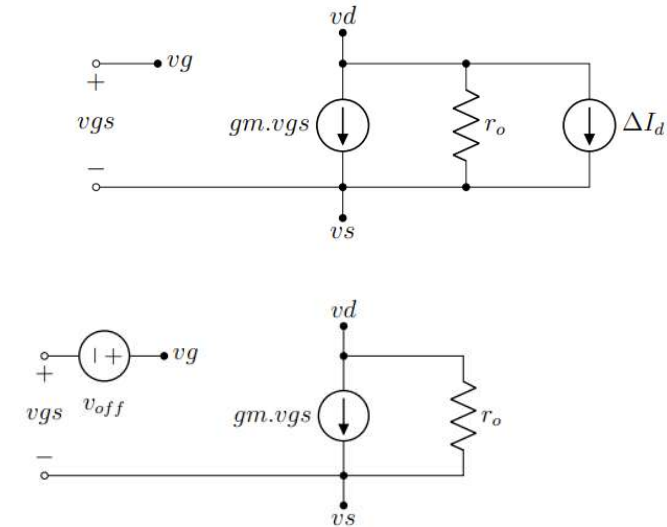 vd
vg
+
vgs
gm.vgs
r_o
ΔI_d
−
vs
vd
− +
vg
+
vgs
v_off
gm.vgs
r_o
−
vs